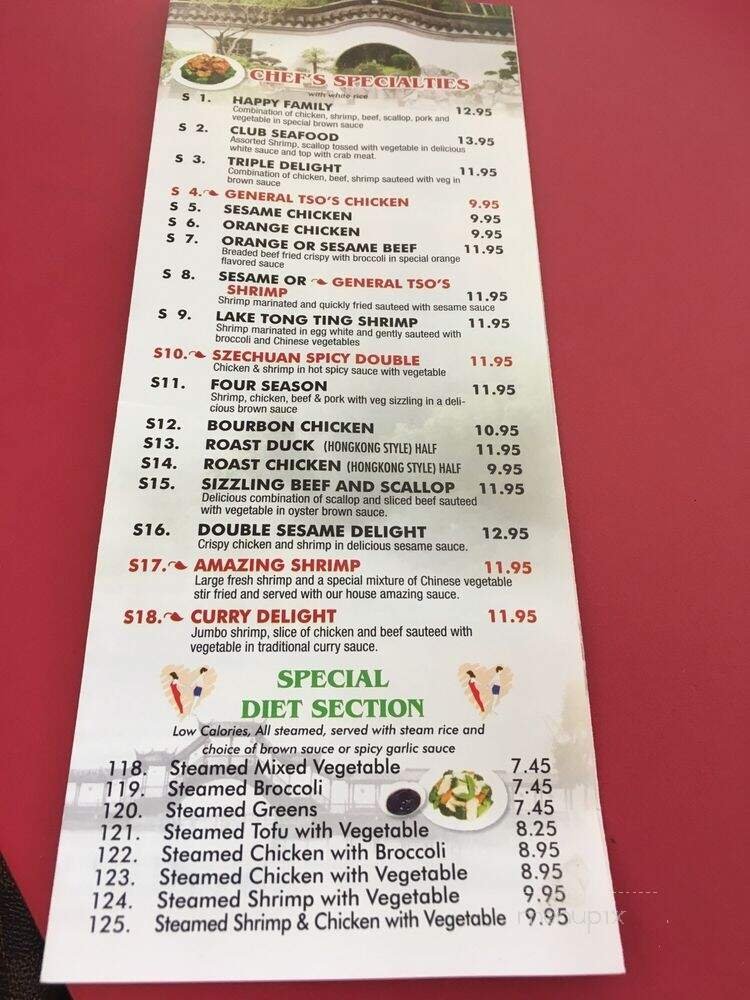 CHEF'S SPECIALTIES
with white rice
S 1. HAPPY FAMILY 12.95
Combination of chicken, shrimp, beef, scallop, pork and
vegetable in special brown sauce
S 2. CLUB SEAFOOD 13.95
Assorted Shrimp, scallop tossed with vegetable in delicious
white sauce and top with crab meat.
S 3. TRIPLE DELIGHT 11.95
Combination of chicken, beef, shrimp sauteed with veg in
brown sauce
S 4. GENERAL TSO'S CHICKEN 9.95
S 5. SESAME CHICKEN 9.95
S 6. ORANGE CHICKEN 9.95
S 7. ORANGE OR SESAME BEEF 11.95
Breaded beef fried crispy with broccoli in special orange
flavored sauce
S 8. SESAME OR GENERAL TSO'S
SHRIMP 11.95
Shrimp marinated and quickly fried sauteed with sesame sauce
S 9. LAKE TONG TING SHRIMP 11.95
Shrimp marinated in egg white and gently sauteed with
broccoli and Chinese vegetables
S10. SZECHUAN SPICY DOUBLE 11.95
Chicken & shrimp in hot spicy sauce with vegetable
S11. FOUR SEASON 11.95
Shrimp, chicken, beef & pork with veg sizzling in a deli-
cious brown sauce
S12. BOURBON CHICKEN 10.95
S13. ROAST DUCK (HONGKONG STYLE) HALF 11.95
S14. ROAST CHICKEN (HONGKONG STYLE) HALF 9.95
S15. SIZZLING BEEF AND SCALLOP 11.95
Delicious combination of scallop and sliced beef sauteed
with vegetable in oyster brown sauce.
S16. DOUBLE SESAME DELIGHT 12.95
Crispy chicken and shrimp in delicious sesame sauce.
S17. AMAZING SHRIMP 11.95
Large fresh shrimp and a special mixture of Chinese vegetable
stir fried and served with our house amazing sauce.
S18. CURRY DELIGHT 11.95
Jumbo shrimp, slice of chicken and beef sauteed with
vegetable in traditional curry sauce.
SPECIAL
DIET SECTION
Low Calories, All steamed, served with steam rice and
choice of brown sauce or spicy garlic sauce
118. Steamed Mixed Vegetable 7.45
119. Steamed Broccoli 7.45
120. Steamed Greens 7.45
121. Steamed Tofu with Vegetable 8.25
122. Steamed Chicken with Broccoli 8.95
123. Steamed Chicken with Vegetable 8.95
124. Steamed Shrimp with Vegetable 9.95
125. Steamed Shrimp & Chicken with Vegetable 9.95